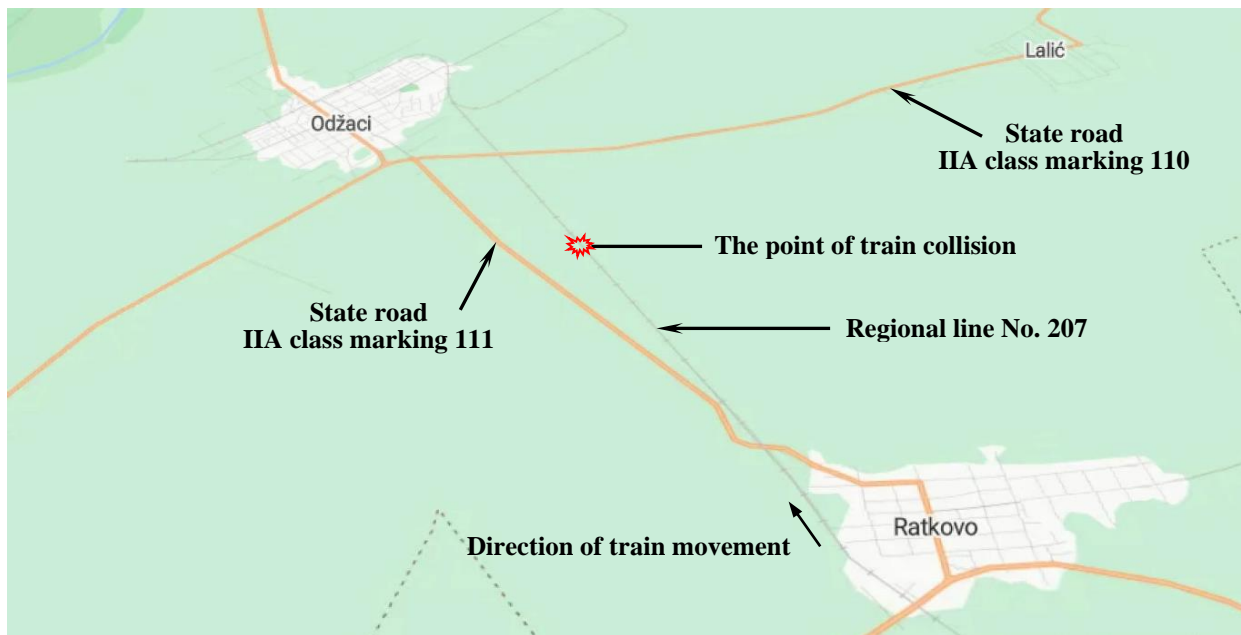 Lalić
Odžaci
State road
IIA class marking 110
The point of train collision
State road
IIA class marking 111
Regional line No. 207
Ratkovo
Direction of train movement